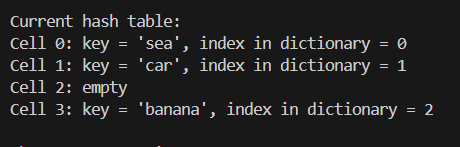 Current hash table:
Cell 0: key = 'sea', index in dictionary = 0
Cell 1: key = 'car', index in dictionary = 1
Cell 2: empty
Cell 3: key = 'banana', index in dictionary = 2